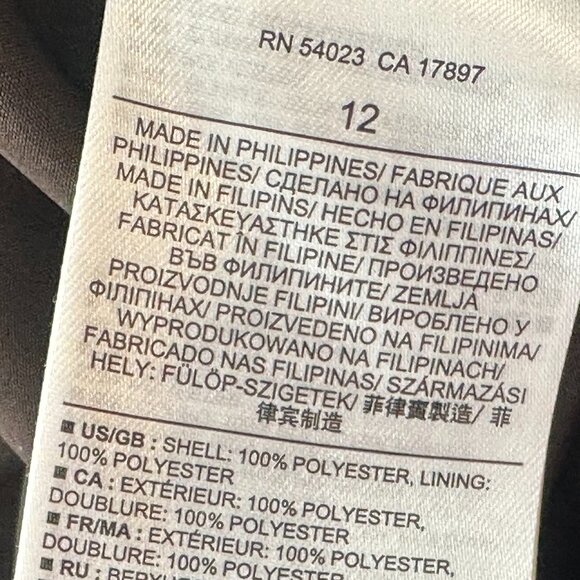 RN 54023 CA 17897
12
MADE IN PHILIPPINES/ FABRIQUE AUX
PHILIPPINES/ СДЕЛАНО НА ФИЛИПИНАХ/
MADE IN FILIPINS/ HECHO EN FILIPINAS/
ΚΑΤΑΣΚΕΥΑΣΤΗΚΕ ΣΤΙΣ ΦΙΛΙΠΠΙΝΕΣ/
FABRICAT ÎN FILIPINE/ ПРОИЗВЕДЕНО
ВЪВ ФИЛИПИНИТЕ/ ZEMLJA
PROIZVODNJE FILIPINI/ ВИРОБЛЕНО У
ФІЛІПІНАХ/ PROIZVEDENO NA FILIPINIMA/
WYPRODUKOWANO NA FILIPINACH/
FABRICADO NAS FILIPINAS/ SZÁRMAZÁSI
HELY: FÜLÖP-SZIGETEK/ 菲律賓製造/ 菲
律宾制造
US/GB : SHELL: 100% POLYESTER, LINING:
100% POLYESTER
CA : EXTÉRIEUR: 100% POLYESTER,
DOUBLURE: 100% POLYESTER
FR/MA : EXTÉRIEUR: 100% POLYESTER,
DOUBLURE: 100% POLYESTER
RU :